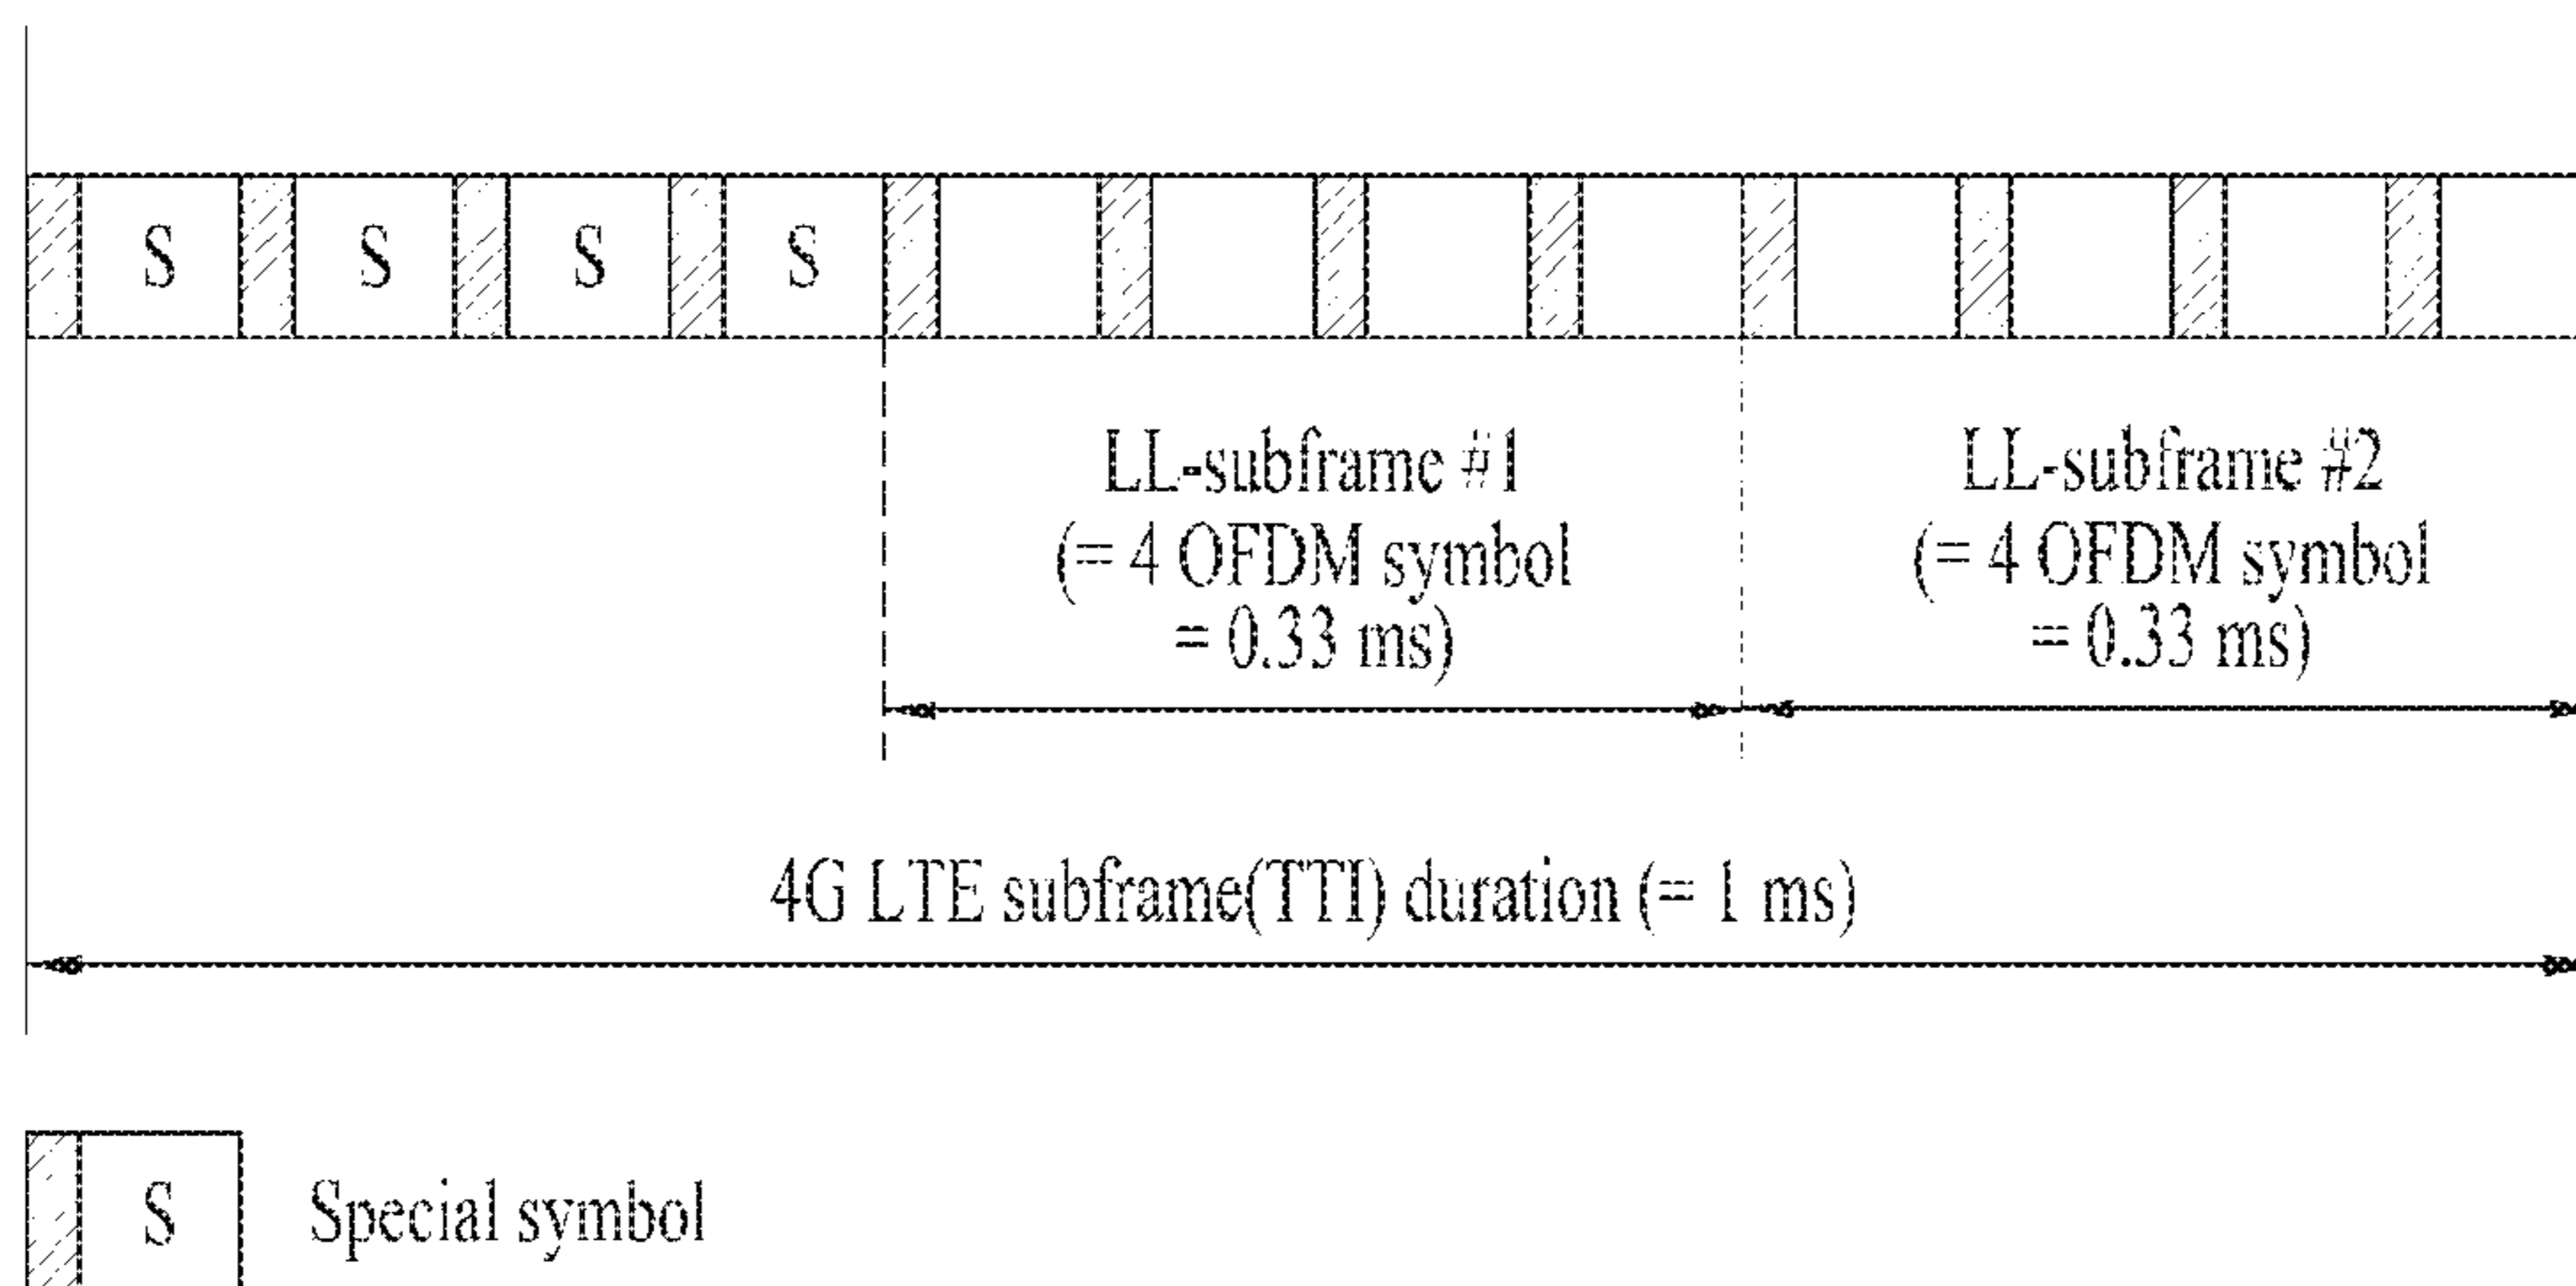 S S S S
LL-subframe #1
(= 4 OFDM symbol
= 0.33 ms)
LL-subframe #2
(= 4 OFDM symbol
= 0.33 ms)
4G LTE subframe(TTI) duration (= 1 ms)
S Special symbol